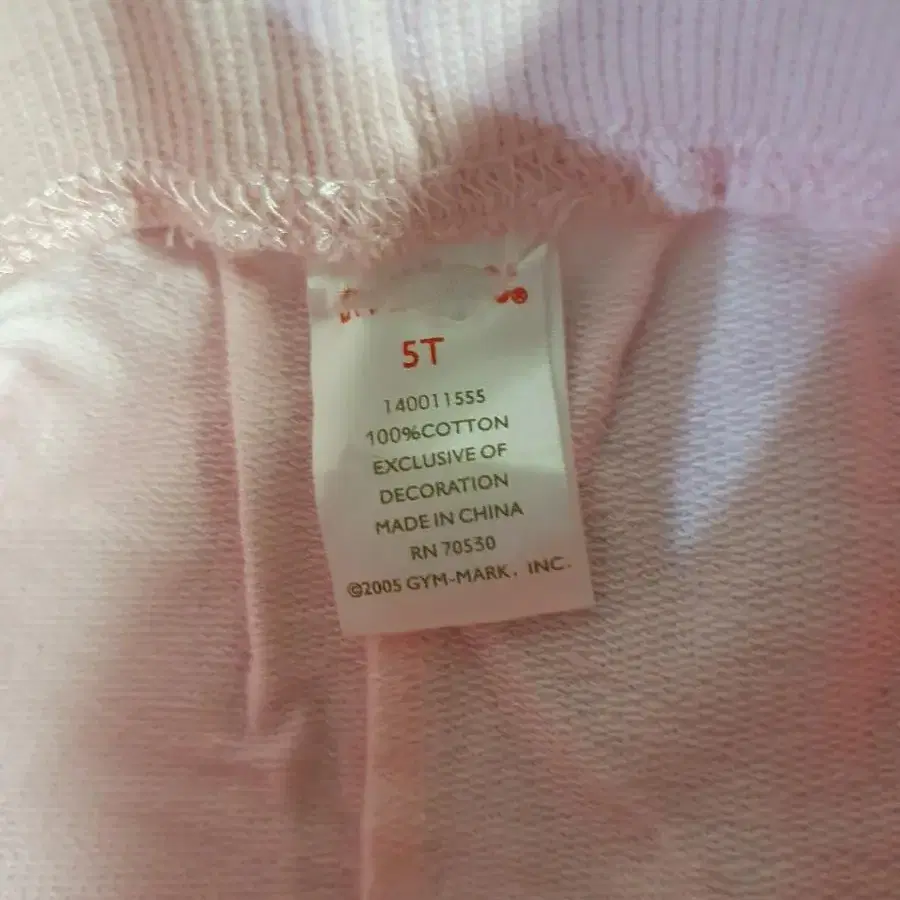 5T
140011555
100%COTTON
EXCLUSIVE OF
DECORATION
MADE IN CHINA
RN 70530
©2005 GYM-MARK, INC.